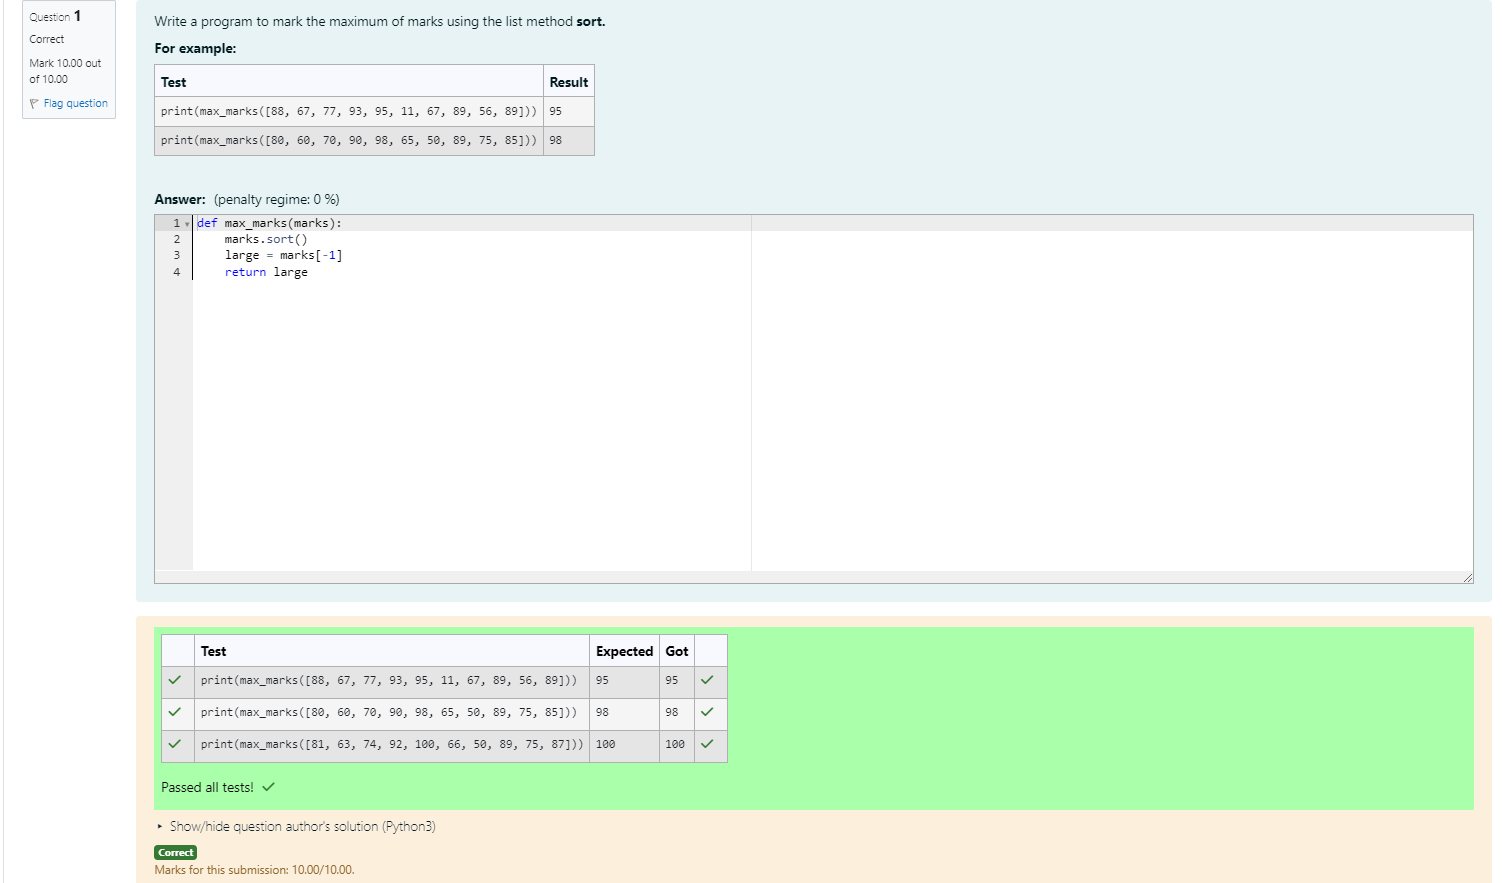 Question 1
Correct
Mark 10.00 out
of 10.00
Flag question
Write a program to mark the maximum of marks using the list method sort.
For example:
Test Result
print(max_marks([88, 67, 77, 93, 95, 11, 67, 89, 56, 89])) 95
print(max_marks([80, 60, 70, 90, 98, 65, 50, 89, 75, 85])) 98
Answer: (penalty regime: 0 %)
1 def max_marks(marks):
2     marks.sort()
3     large = marks[-1]
4     return large
Test Expected Got
print(max_marks([88, 67, 77, 93, 95, 11, 67, 89, 56, 89])) 95 95
print(max_marks([80, 60, 70, 90, 98, 65, 50, 89, 75, 85])) 98 98
print(max_marks([81, 63, 74, 92, 100, 66, 50, 89, 75, 87])) 100 100
Passed all tests!
Show/hide question author's solution (Python3)
Correct
Marks for this submission: 10.00/10.00.